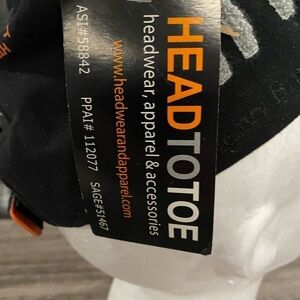 HEADTOTOE
headwear, apparel & accessories
www.headwearandapparel.com
ASI#58842 PPAI# 112077 SAGE#51467